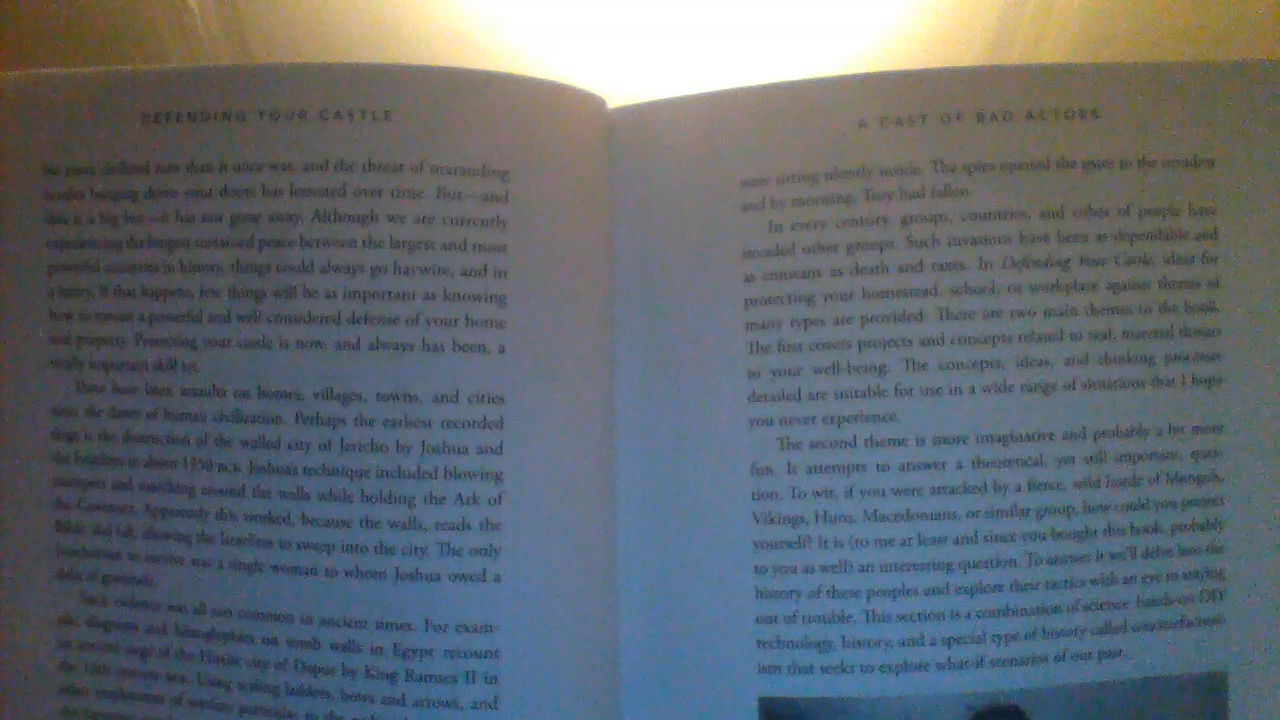 DEFENDING YOUR CASTLE
than it once was, and the threat of marauding
down your doors has lessened over time. But—and
this is a big but—it has not gone away. Although we are currently
experiencing the longest sustained peace between the largest and most
powerful countries in history, things could always go haywire, and in
a hurry. If that happens, few things will be as important as knowing
how to mount a powerful and well considered defense of your home
and property. Protecting your castle is now, and always has been, a
really important skill set.
There have been assaults on homes, villages, towns, and cities
since the dawn of human civilization. Perhaps the earliest recorded
siege is the destruction of the walled city of Jericho by Joshua and
the Israelites in about 1350 BCE. Joshua's technique included blowing
trumpets and marching around the walls while holding the Ark of
the Covenant. Apparently this worked, because the walls, reads the
Bible, did fall, allowing the Israelites to sweep into the city. The only
to survive was a single woman to whom Joshua owed a
debt of gratitude.
Such violence was all too common in ancient times. For exam-
ple, diagrams and hieroglyphics on tomb walls in Egypt recount
an ancient siege of the city of Dapur by King Ramses II in
the 13th century BCE. Using scaling ladders, bows and arrows, and
other implements of warfare particular to the
A CAST OF BAD ACTORS
were sitting silently inside. The spies opened the gates to the invaders
and by morning, Troy had fallen.
In every century, groups, countries, and of people have
invaded other groups. Such invasions have been as dependable and
as constant as death and taxes. In Defending Your Castle, ideas for
protecting your homestead, school, or workplace against threats of
many types are provided. There are two main themes to the book.
The first covers projects and concepts related to real, material threats
to your well-being. The concepts, ideas, and thinking processes
detailed are suitable for use in a wide range of situations that I hope
you never experience.
The second theme is more imaginative and probably a bit more
fun. It attempts to answer a theoretical, yet still important, ques-
tion. To wit, if you were attacked by a fierce, wild horde of Mongols,
Vikings, Huns, Macedonians, or similar group, how could you protect
yourself? It is (to me at least and since you bought this book, probably
to you as well) an interesting question. To answer it we'll delve into the
history of these peoples and explore their tactics with an eye to staying
out of trouble. This section is a combination of science, hands-on DIY
technology, history, and a special type of history called counterfactual-
ism that seeks to explore what-if scenarios of our past.